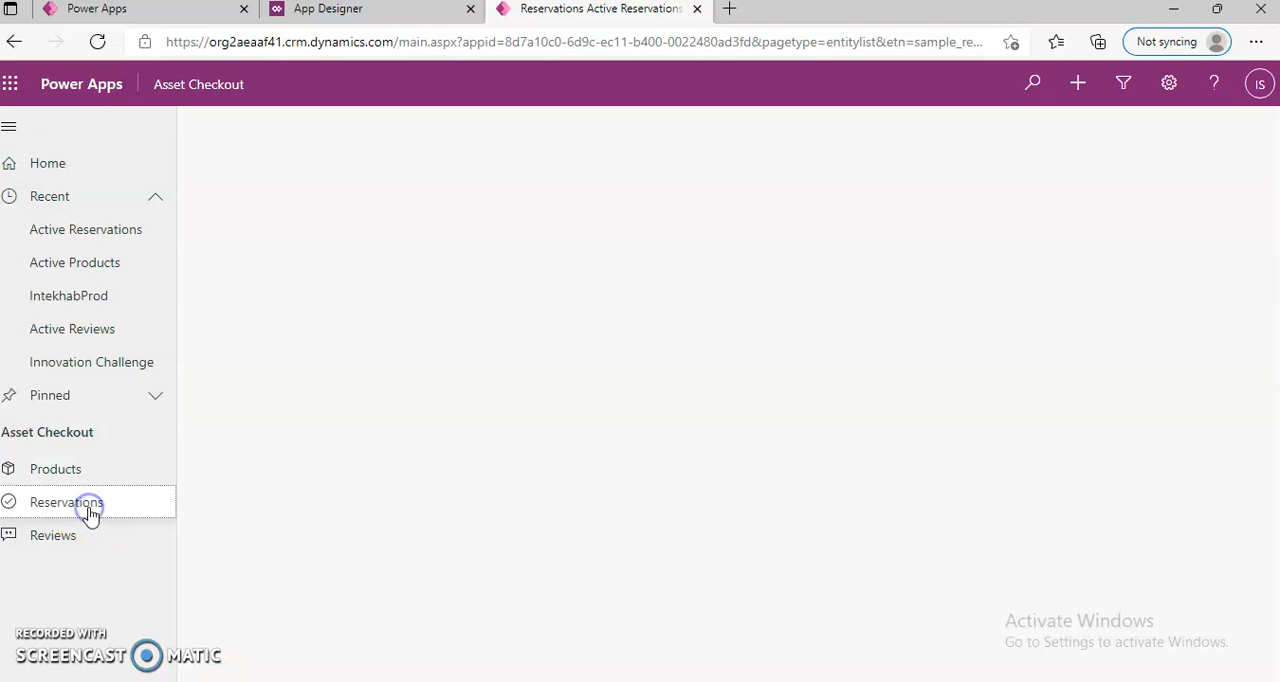 Power Apps
App Designer
Reservations Active Reservations
https://org2aeaaf41.crm.dynamics.com/main.aspx?appid=8d7a10c0-6d9c-ec11-b400-0022480ad3fd&pagetype=entitylist&etn=sample_re...
Not syncing
Power Apps
Asset Checkout
IS
Home
Recent
Active Reservations
Active Products
IntekhabProd
Active Reviews
Innovation Challenge
Pinned
Asset Checkout
Products
Reservations
Reviews
Activate Windows
Go to Settings to activate Windows.
RECORDED WITH
SCREENCAST MATIC